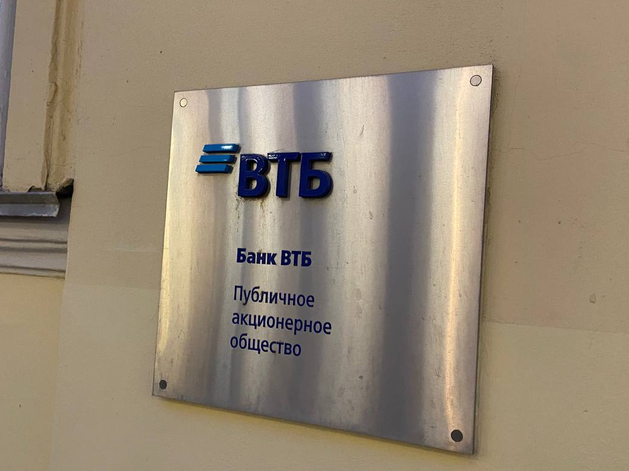 ВТБ
Банк ВТБ
Публичное
акционерное
общество